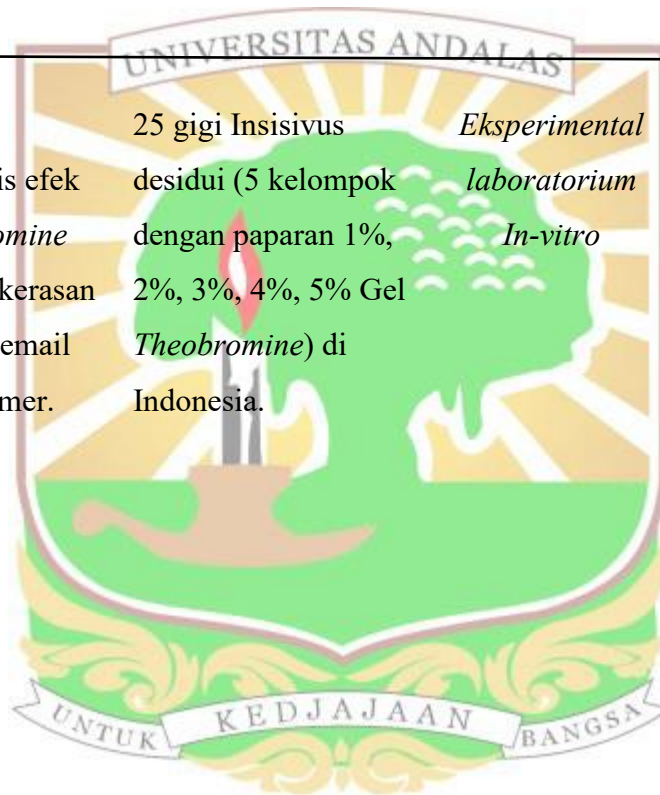 UNIVERSITAS ANDALAS
25 gigi Insisivus Eksperimental
is efek desidui (5 kelompok laboratorium
omine dengan paparan 1%, In-vitro
kerasan 2%, 3%, 4%, 5% Gel
email Theobromine) di
mer. Indonesia.
UNTUK KEDJAJAAN BANGSA